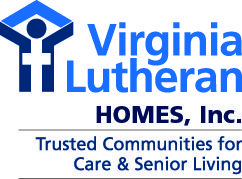 Virginia
Lutheran
HOMES, Inc.
Trusted Communities for
Care & Senior Living